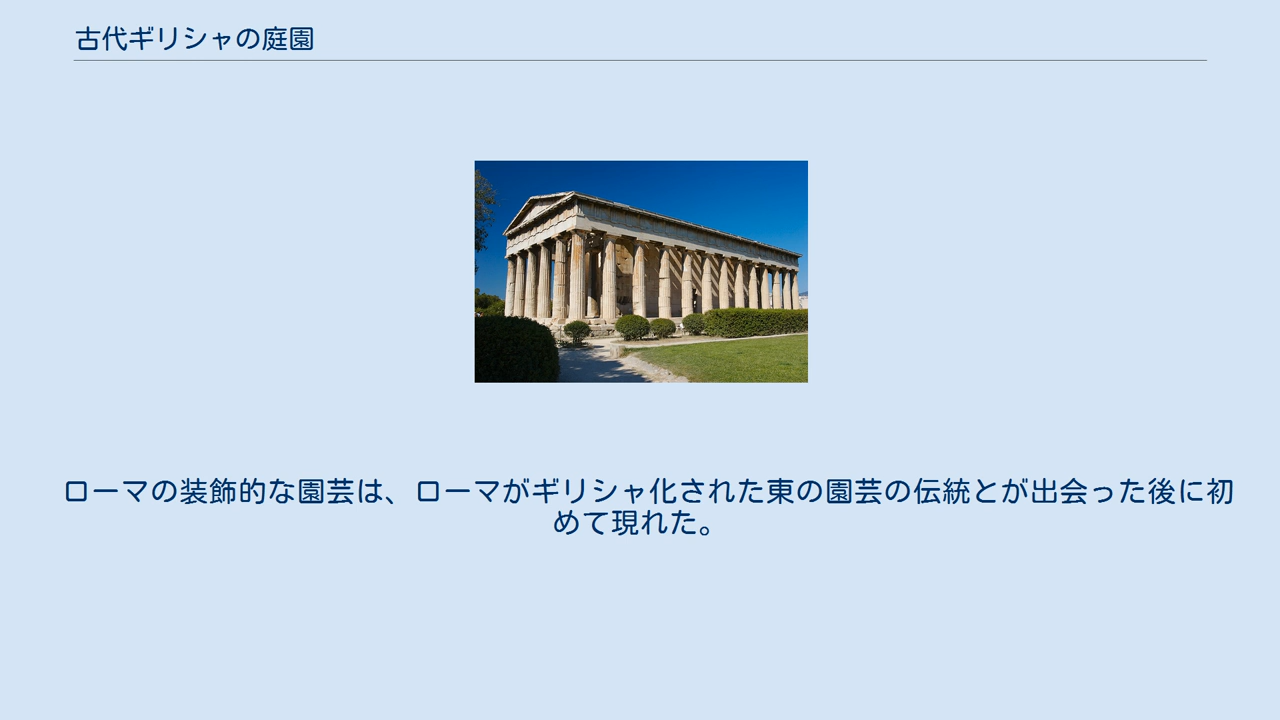 古代ギリシャの庭園
ローマの装飾的な園芸は、ローマがギリシャ化された東の園芸の伝統とが出会った後に初
めて現れた。